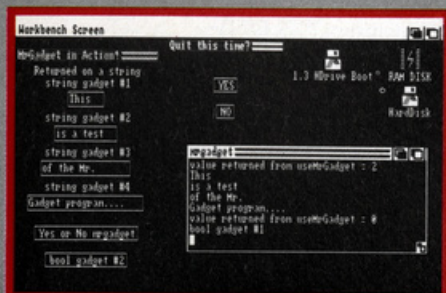 Workbench Screen
Quit this time?
MrGadget in Action!
Returned on a string
string gadget #1
This
string gadget #2
is a test
string gadget #3
of the Mr.
string gadget #4
Gadget program....
Yes or No mrgadget
bool gadget #2
YES
NO
1.3 HDrive Boot
RAM DISK
HardDisk
mrgadget
value returned from useMrGadget : 2
This
is a test
of the Mr.
Gadget program....
value returned from useMrGadget : 0
bool gadget #1